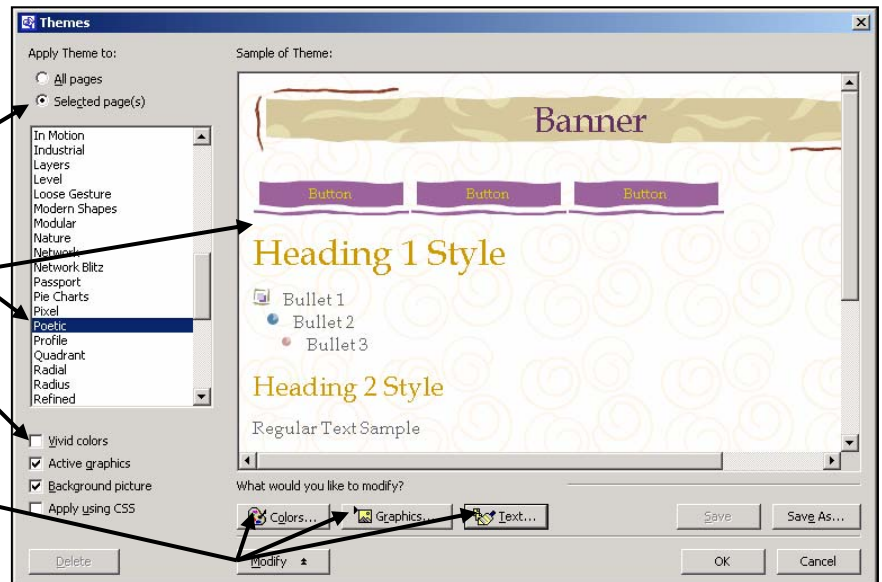 Themes
Apply Theme to:
All pages
Selected page(s)
In Motion
Industrial
Layers
Level
Loose Gesture
Modern Shapes
Modular
Nature
Network
Network Blitz
Passport
Pie Charts
Pixel
Poetic
Profile
Quadrant
Radial
Radius
Refined
Vivid colors
Active graphics
Background picture
Apply using CSS
Delete
Sample of Theme:
Banner
Button Button Button
Heading 1 Style
Bullet 1
Bullet 2
Bullet 3
Heading 2 Style
Regular Text Sample
What would you like to modify?
Colors... Graphics... Text... Save Save As...
Modify OK Cancel